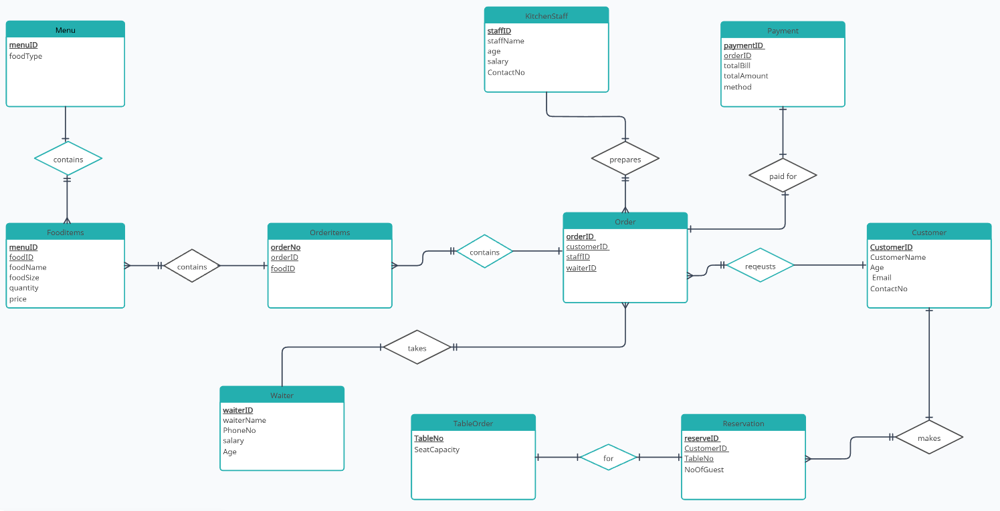 KitchenStaff
staffID
staffName
age
salary
ContactNo
Menu
menuID
foodType
Payment
paymentID
orderID
totalBill
totalAmount
method
contains
prepares
paid for
Order
orderID
customerID
staffID
waiterID
Fooditems
menuID
foodID
foodName
foodSize
quantity
price
contains
Orderitems
orderNo
orderID
foodID
contains
reqeusts
Customer
CustomerID
CustomerName
Age
Email
ContactNo
takes
Waiter
waiterID
waiterName
PhoneNo
salary
Age
TableOrder
TableNo
SeatCapacity
for
Reservation
reserveID
CustomerID
TableNo
NoOfGuest
makes